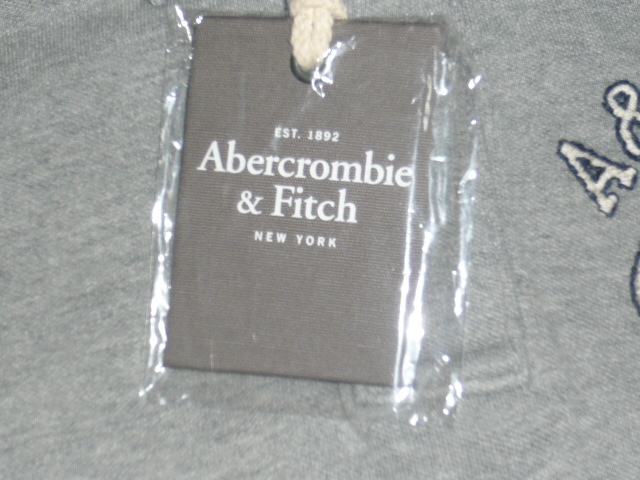 EST. 1892
Abercrombie
& Fitch
NEW YORK
A&